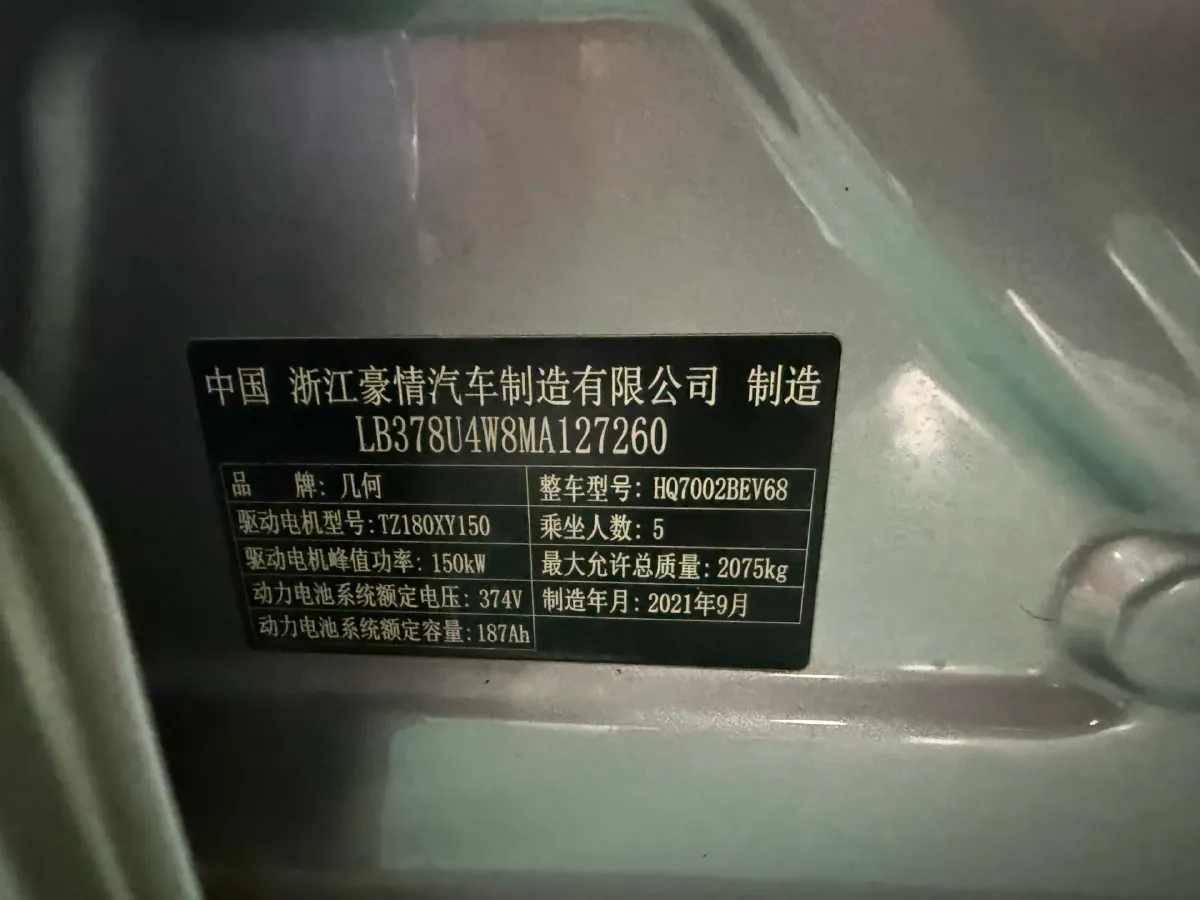 中国 浙江豪情汽车制造有限公司 制造
LB378U4W8MA127260
品 牌: 几何 整车型号: HQ7002BEV68
驱动电机型号:TZ180XY150 乘坐人数: 5
驱动电机峰值功率: 150kW 最大允许总质量: 2075kg
动力电池系统额定电压: 374V 制造年月: 2021年9月
动力电池系统额定容量: 187Ah